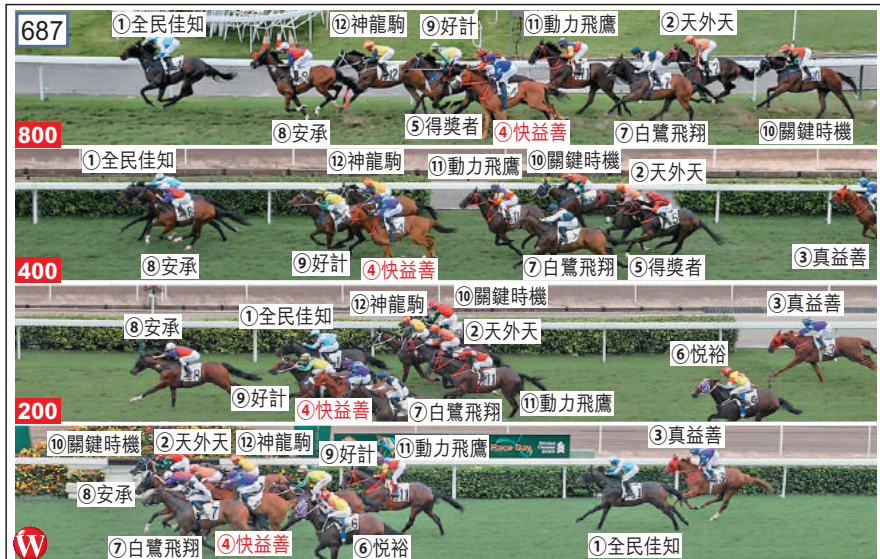 687
①全民佳知 ⑫神龍駒 ⑨好計 ⑪動力飛鷹 ②天外天
800 ⑧安承 ⑤得獎者 ④快益善 ⑦白鷺飛翔 ⑩關鍵時機
①全民佳知 ⑫神龍駒 ⑪動力飛鷹 ⑩關鍵時機 ②天外天
400 ⑧安承 ⑨好計 ④快益善 ⑦白鷺飛翔 ⑤得獎者 ③真益善
⑧安承 ①全民佳知 ⑫神龍駒 ⑩關鍵時機 ②天外天 ③真益善
⑥悦裕
200 ⑨好計 ④快益善 ⑦白鷺飛翔 ⑪動力飛鷹
⑩關鍵時機 ②天外天 ⑫神龍駒 ⑨好計 ⑪動力飛鷹 ③真益善
Race Day
⑧安承
W ⑦白鷺飛翔 ④快益善 ⑥悦裕 ①全民佳知